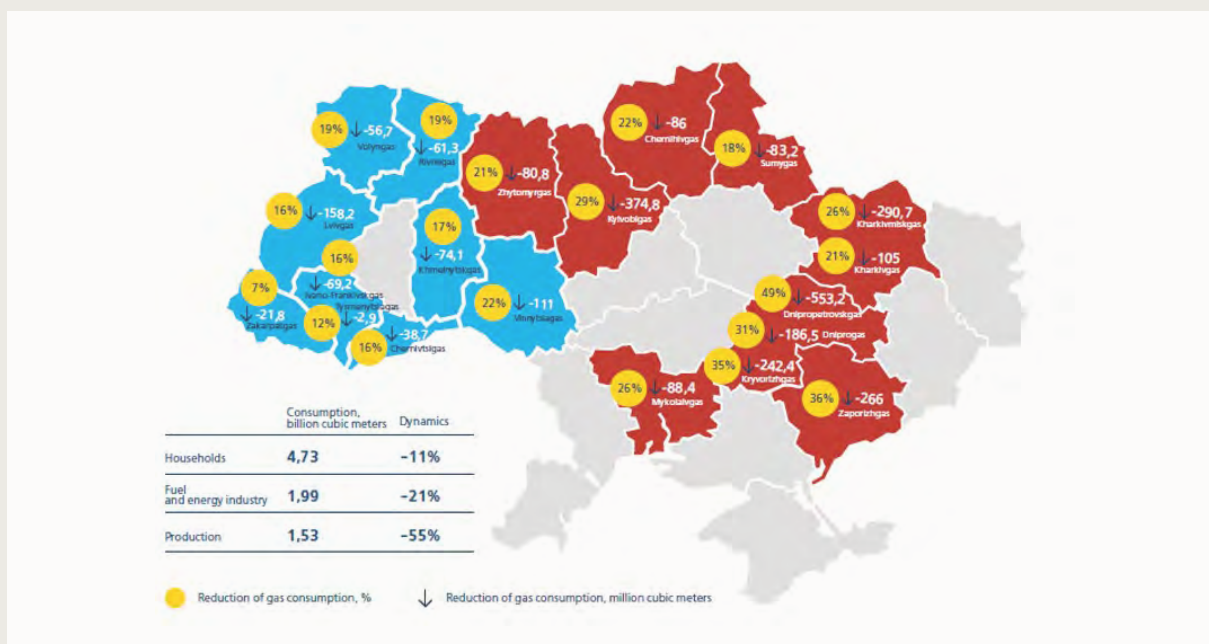 19%
-56,7
Volyngas
19%
-61,3
Rivnegas
21%
-80,8
Zhytomyrgas
29%
-374,8
Kyivoblgas
22%
-86
Chernihivgas
18%
-83,2
Sumygas
26%
-290,7
Kharkivmiskgas
21%
-105
Kharkivgas
16%
-158,2
Lvivgas
17%
-74,1
Khmelnytskgas
16%
-69,2
Ivano-Frankivskgas
Tysmenytsiagas
12%
-2,9
7%
-21,8
Zakarpatgas
16%
-38,7
Chernivtsigas
22%
-111
Vinnytsiagas
49%
-553,2
Dnipropetrovskgas
31%
-186,5 Dniprogas
35%
-242,4
Kryvorizhgas
26%
-88,4
Mykolaivgas
36%
-266
Zaporizhgas
Consumption,
billion cubic meters Dynamics
Households 4,73 -11%
Fuel
and energy industry 1,99 -21%
Production 1,53 -55%
Reduction of gas consumption, %
Reduction of gas consumption, million cubic meters